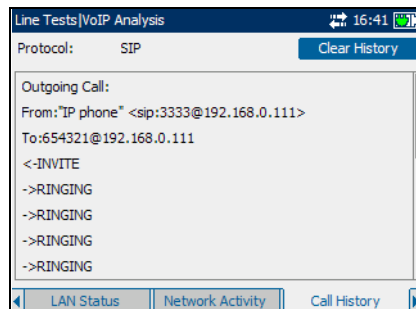 Line Tests|VoIP Analysis 16:41
Protocol: SIP Clear History
Outgoing Call:
From:"IP phone" <sip:3333@192.168.0.111>
To:654321@192.168.0.111
<-INVITE
->RINGING
->RINGING
->RINGING
->RINGING
LAN Status Network Activity Call History